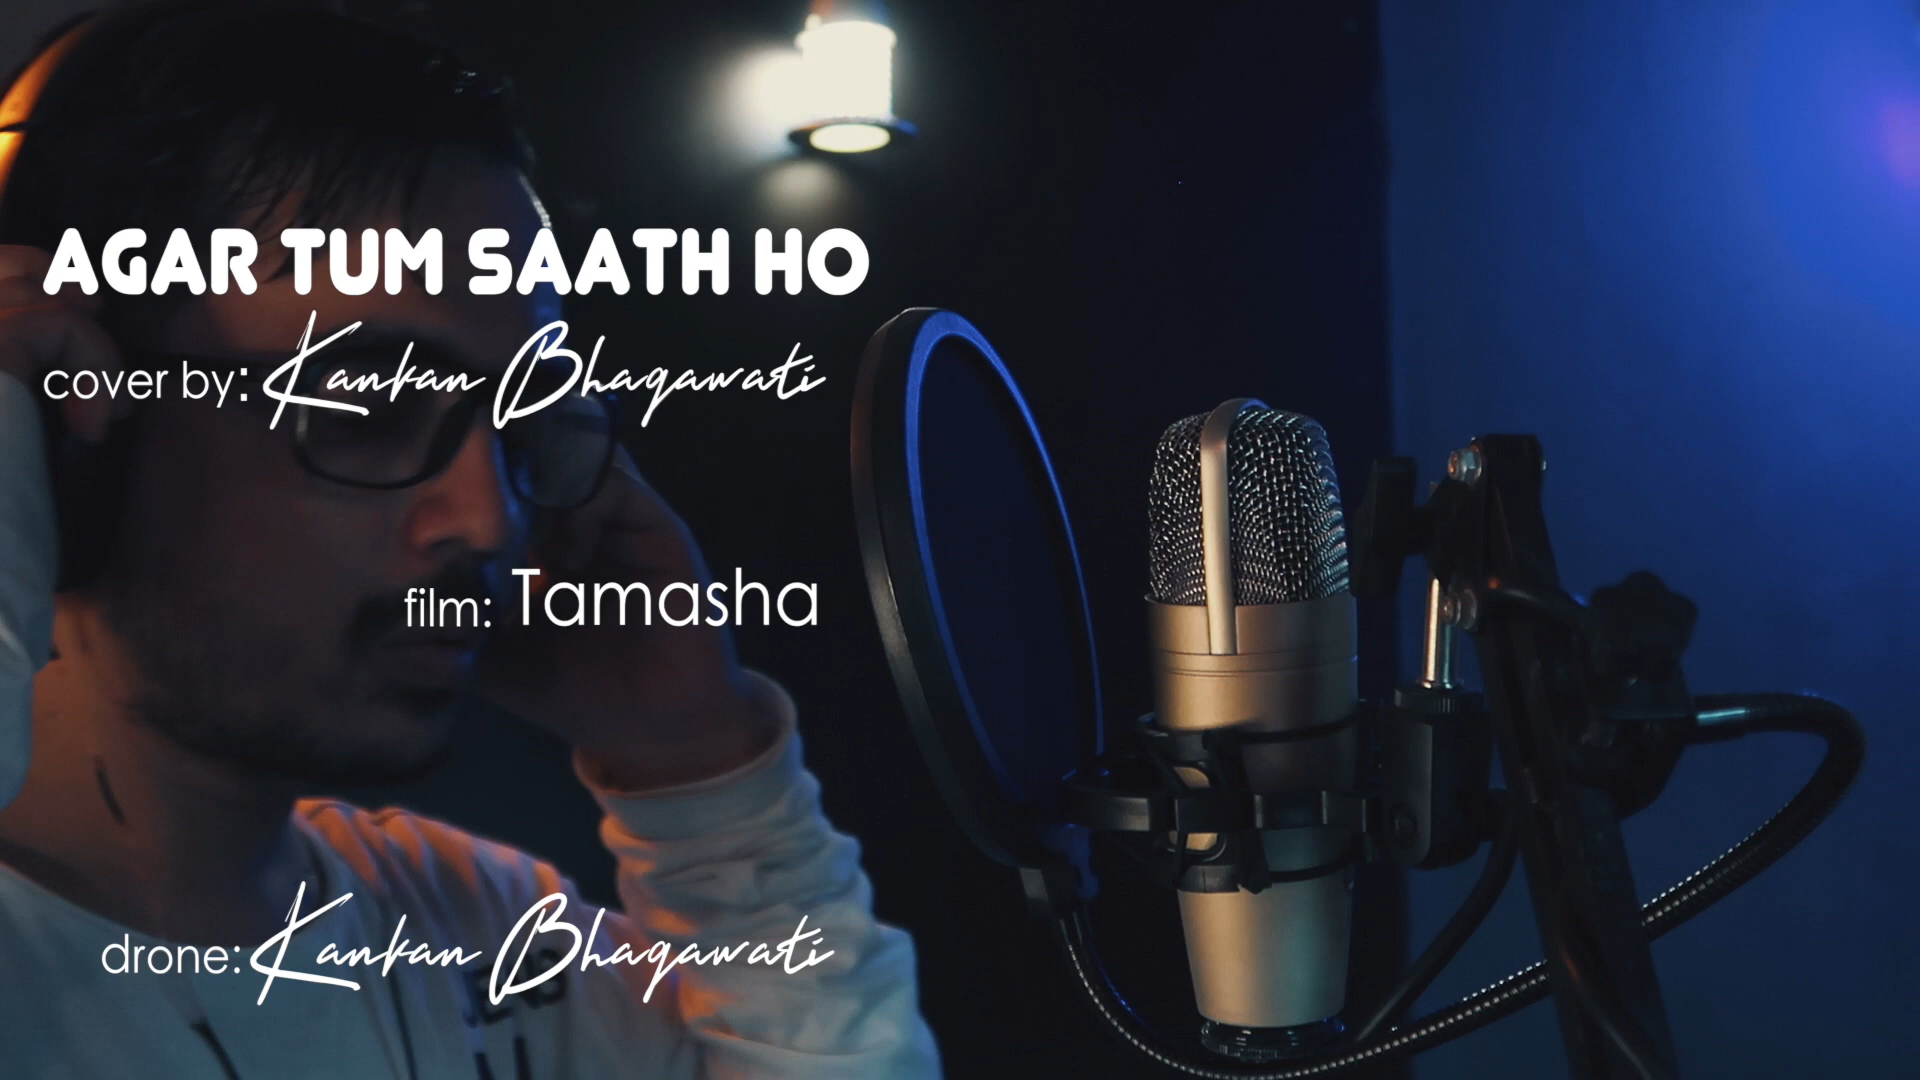 AGAR TUM SAATH HO
cover by: Kankan Bhagawati
film: Tamasha
drone: Kankan Bhagawati